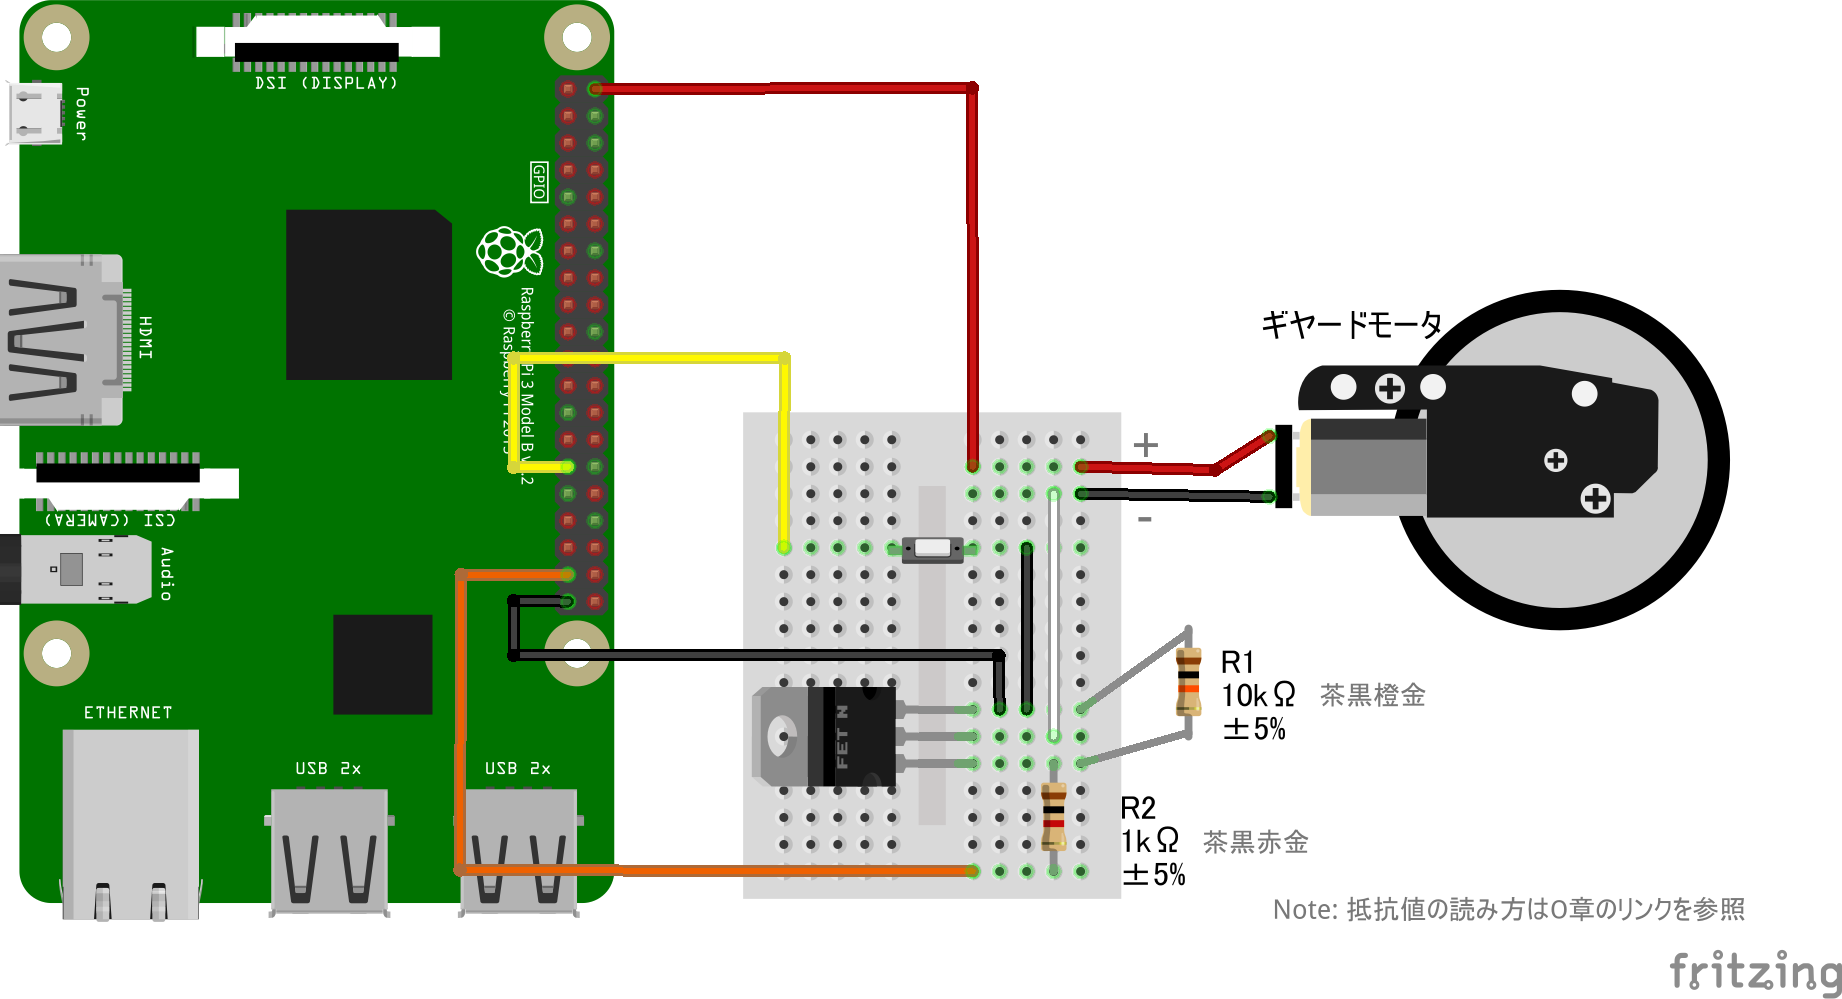 DSI (DISPLAY)
Power
GPIO
HDMI
Raspberry Pi 3 Model B v1.2
© Raspberry Pi 2015
CSI (CAMERA)
Audio
ETHERNET
USB 2x
USB 2x
ギヤードモータ
+
-
FET N
R1
10kΩ
±5%
茶黒橙金
R2
1kΩ
±5%
茶黒赤金
Note: 抵抗値の読み方は0章のリンクを参照
fritzing